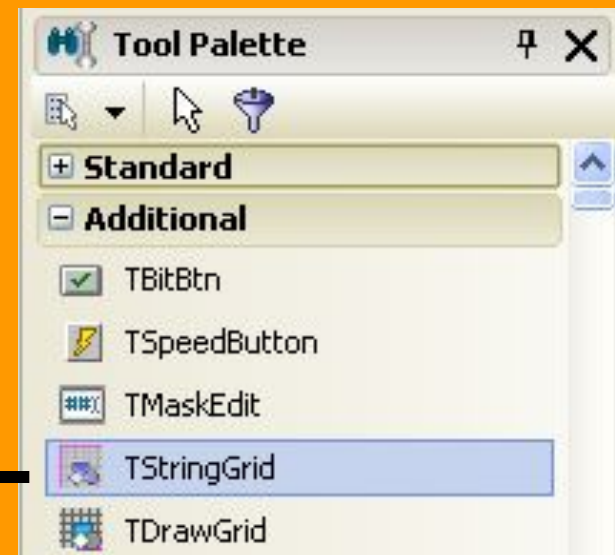 Tool Palette
Standard
Additional
TBitBtn
TSpeedButton
TMaskEdit
TStringGrid
TDrawGrid